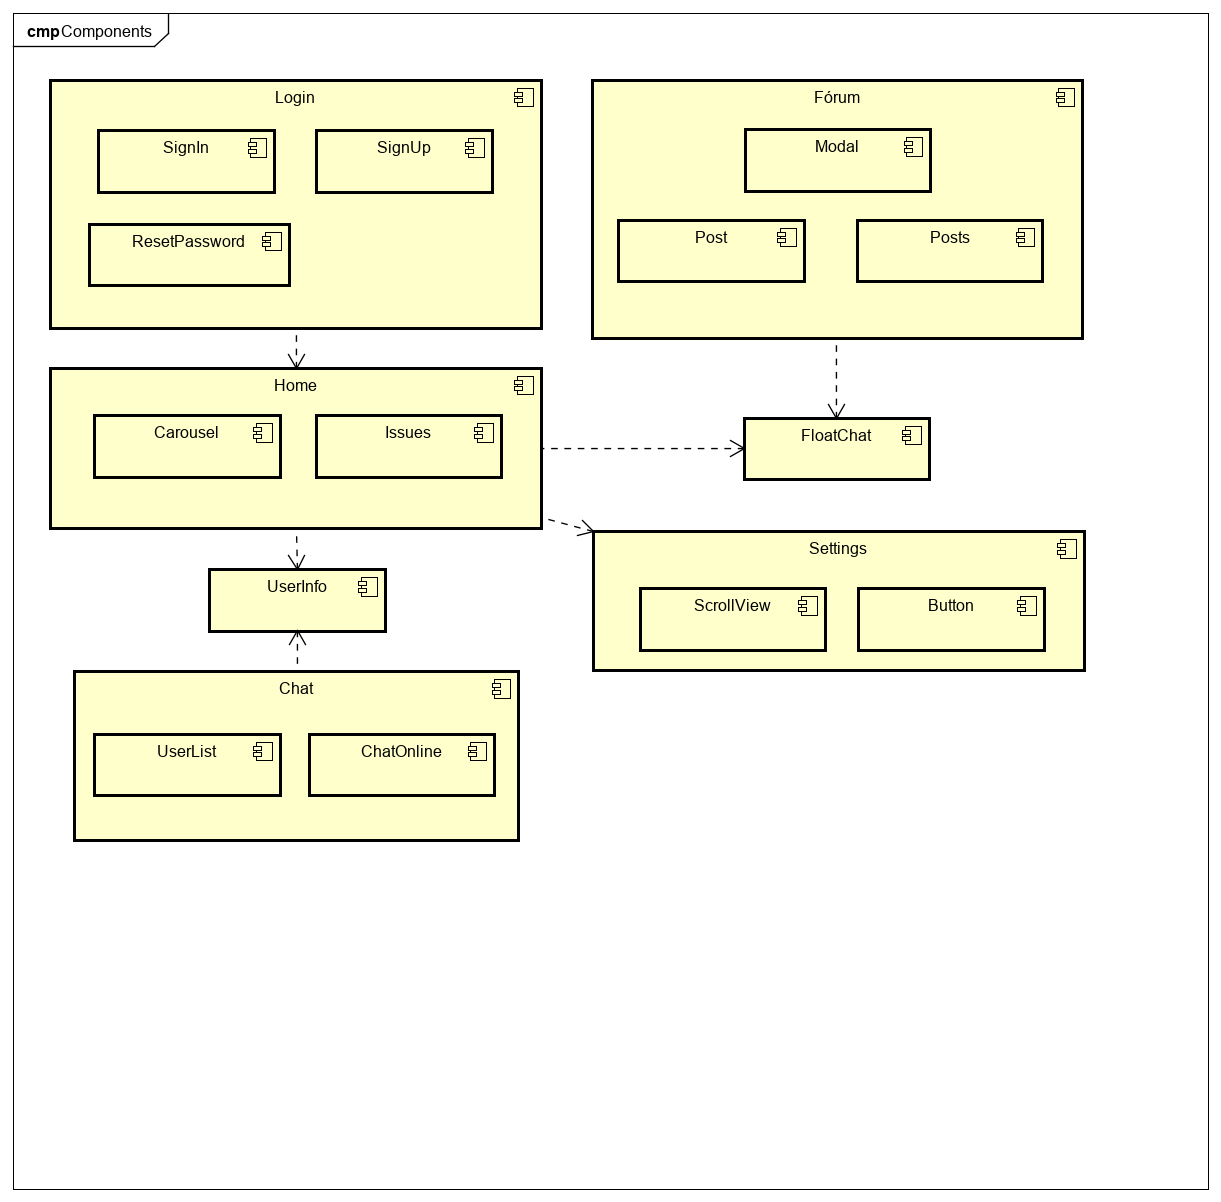 cmp Components
Login
SignIn
SignUp
ResetPassword
Fórum
Modal
Post
Posts
Home
Carousel
Issues
FloatChat
UserInfo
Settings
ScrollView
Button
Chat
UserList
ChatOnline